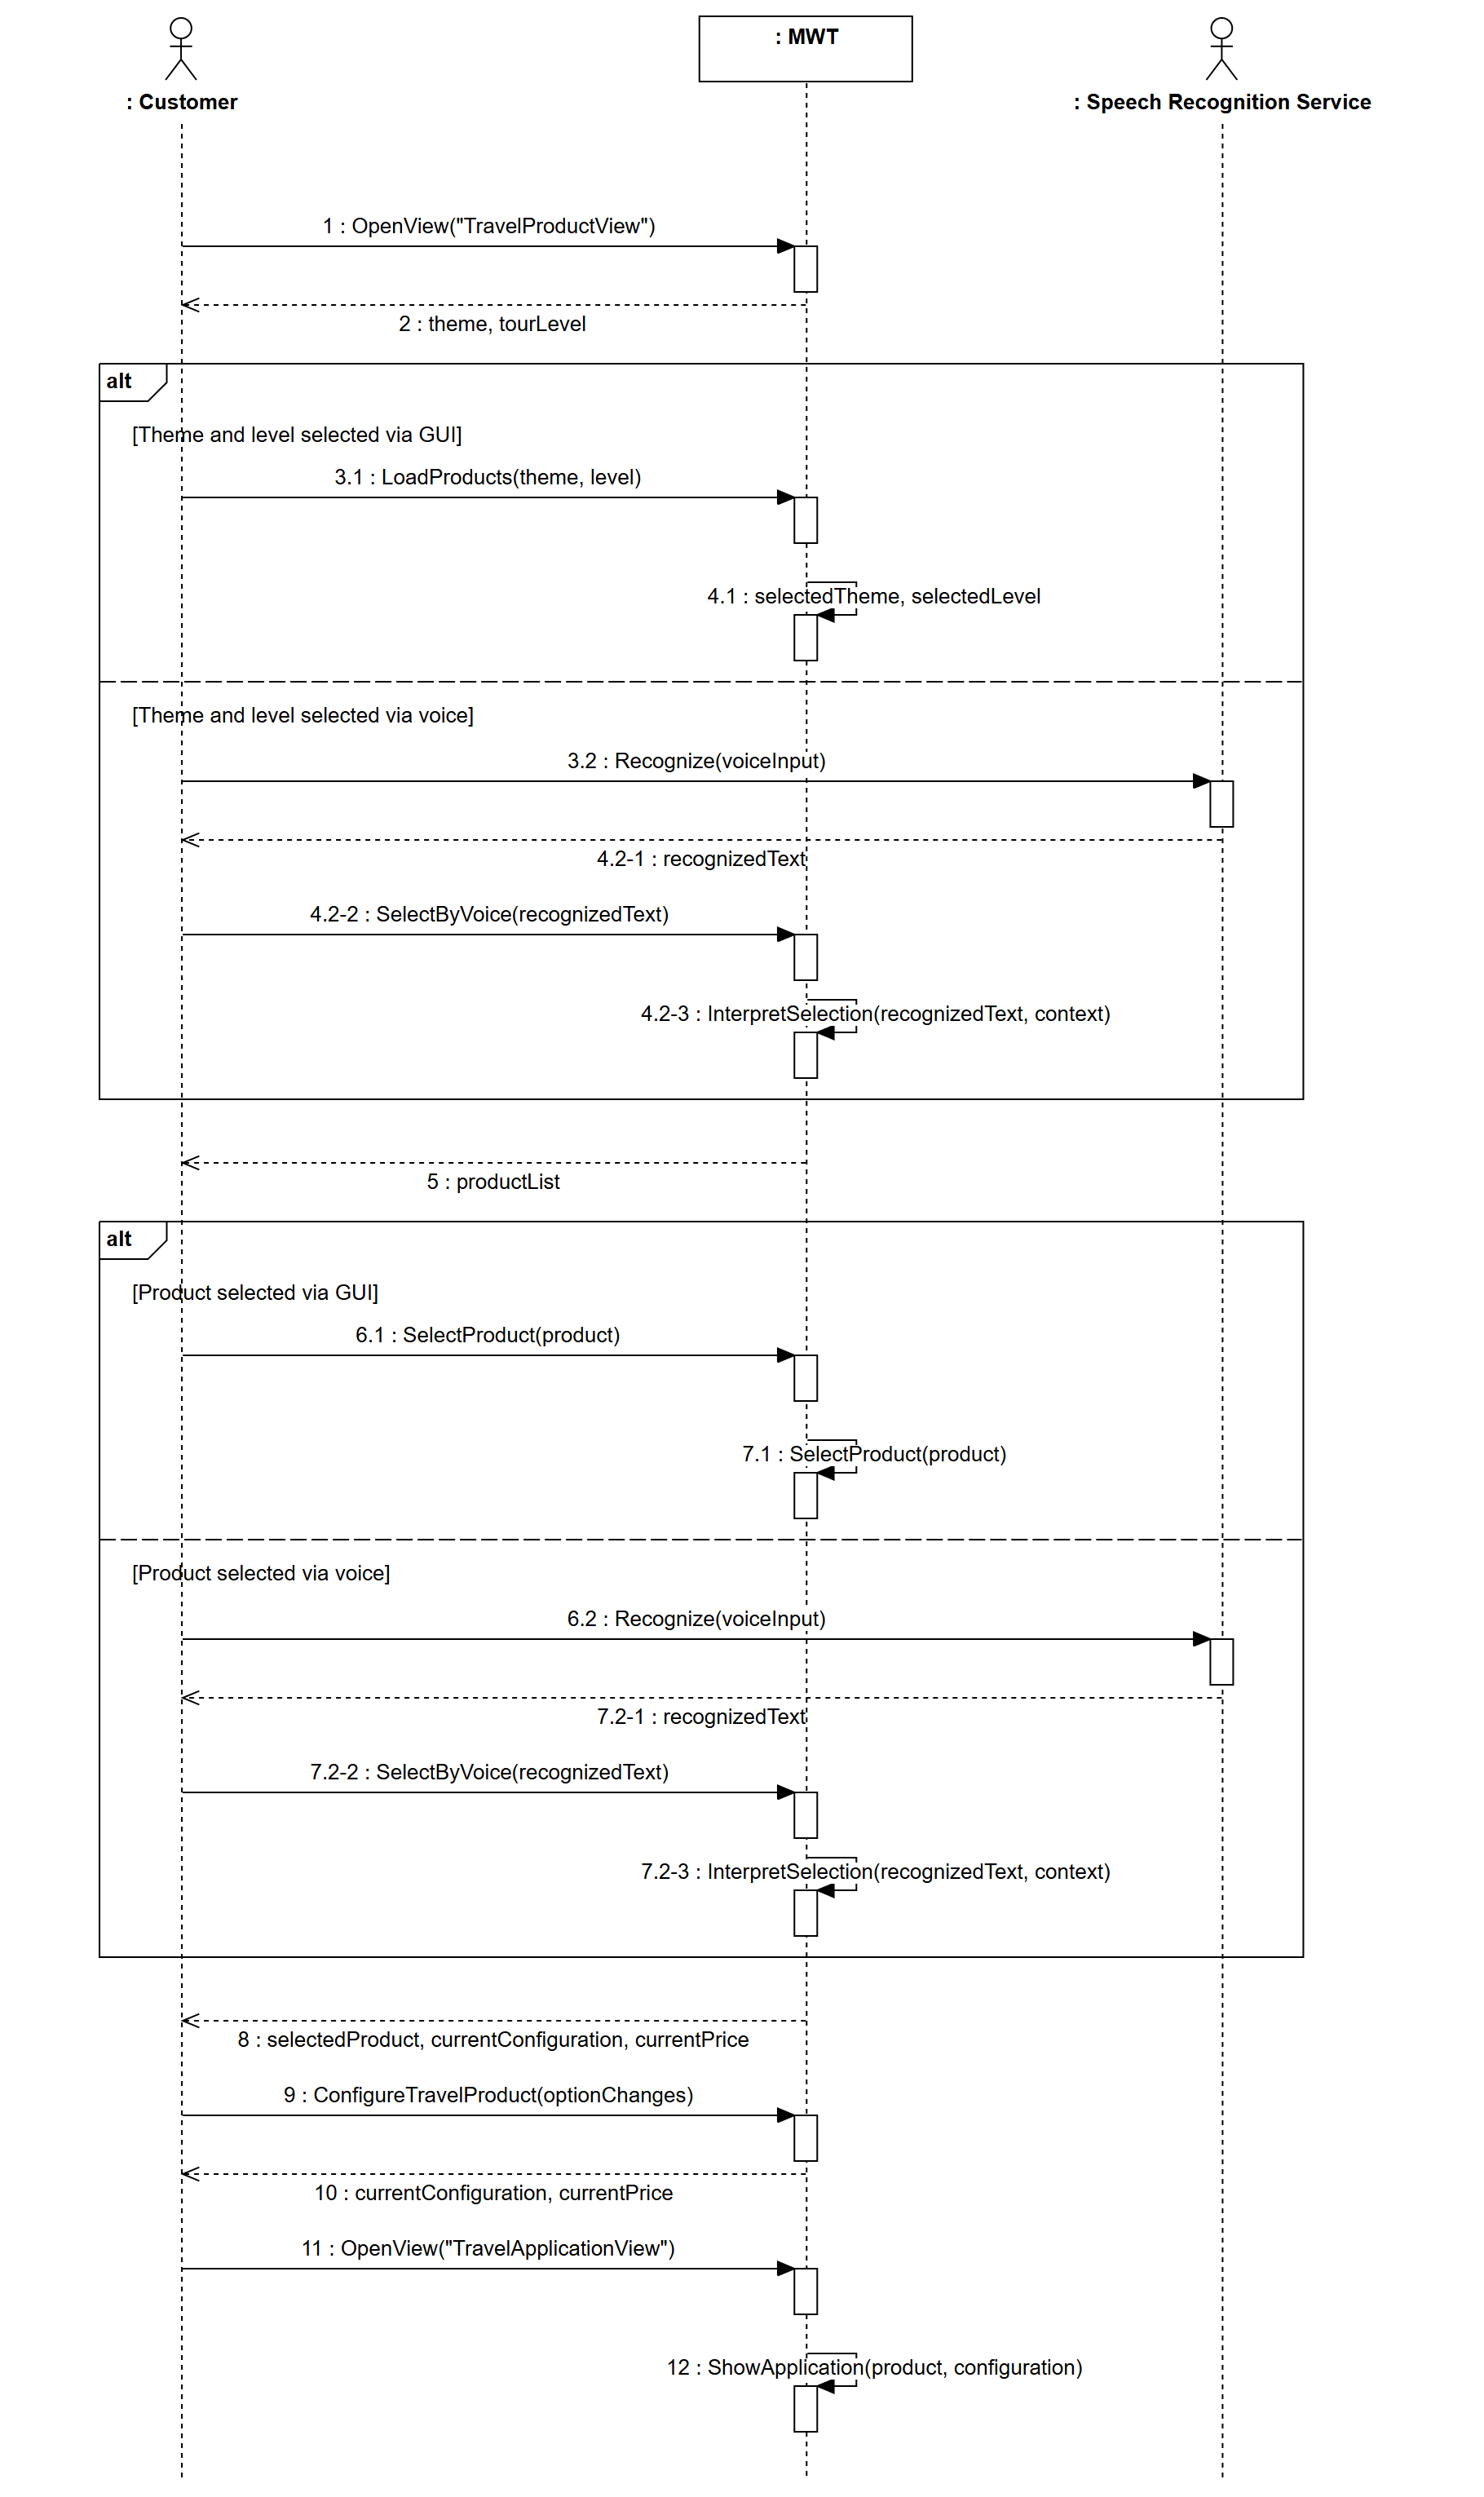 : Customer
: MWT
: Speech Recognition Service
1 : OpenView("TravelProductView")
2 : theme, tourLevel
alt
[Theme and level selected via GUI]
3.1 : LoadProducts(theme, level)
4.1 : selectedTheme, selectedLevel
[Theme and level selected via voice]
3.2 : Recognize(voiceInput)
4.2-1 : recognizedText
4.2-2 : SelectByVoice(recognizedText)
4.2-3 : InterpretSelection(recognizedText, context)
5 : productList
alt
[Product selected via GUI]
6.1 : SelectProduct(product)
7.1 : SelectProduct(product)
[Product selected via voice]
6.2 : Recognize(voiceInput)
7.2-1 : recognizedText
7.2-2 : SelectByVoice(recognizedText)
7.2-3 : InterpretSelection(recognizedText, context)
8 : selectedProduct, currentConfiguration, currentPrice
9 : ConfigureTravelProduct(optionChanges)
10 : currentConfiguration, currentPrice
11 : OpenView("TravelApplicationView")
12 : ShowApplication(product, configuration)